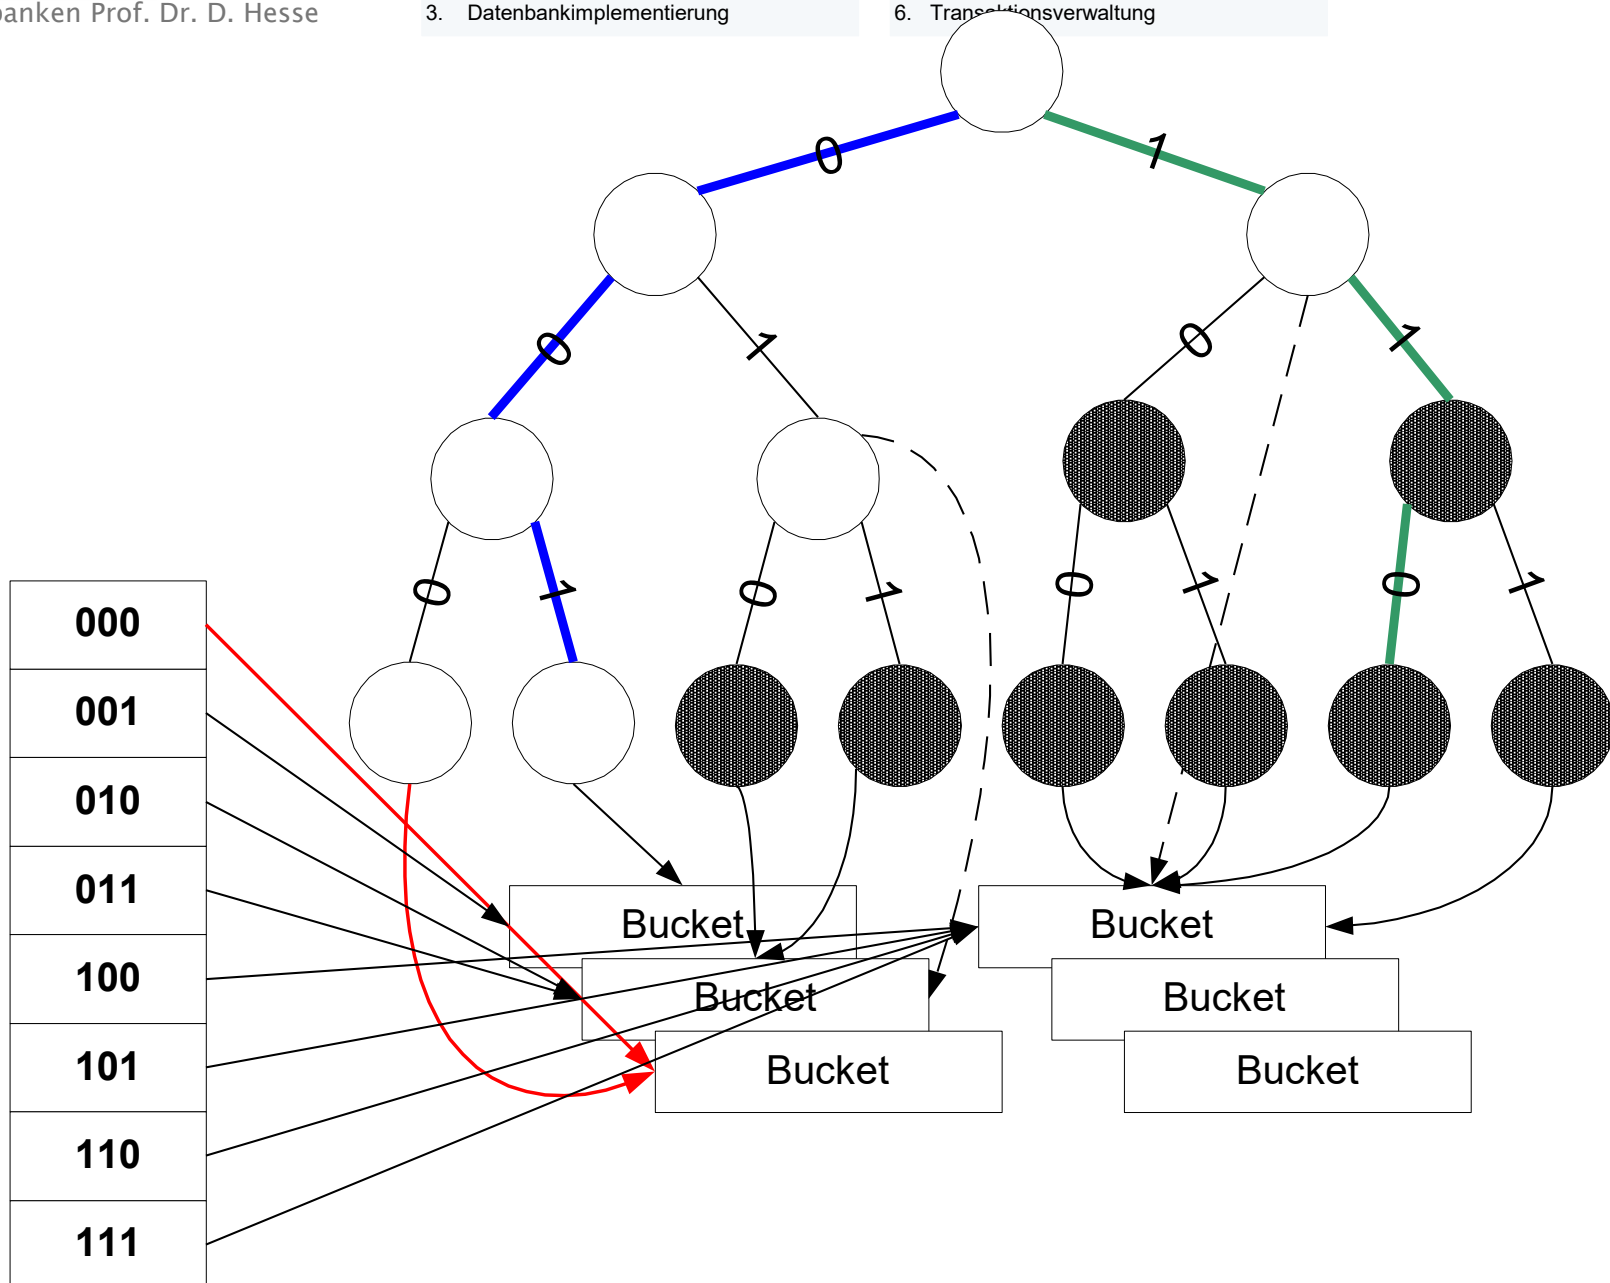 banken Prof. Dr. D. Hesse
3. Datenbankimplementierung
6. Transaktionsverwaltung
0 1
0 1 0 1
0 1 0 1 0 1 0 1
000
001
010
011
100
101
110
111
Bucket Bucket
Bucket Bucket
Bucket Bucket